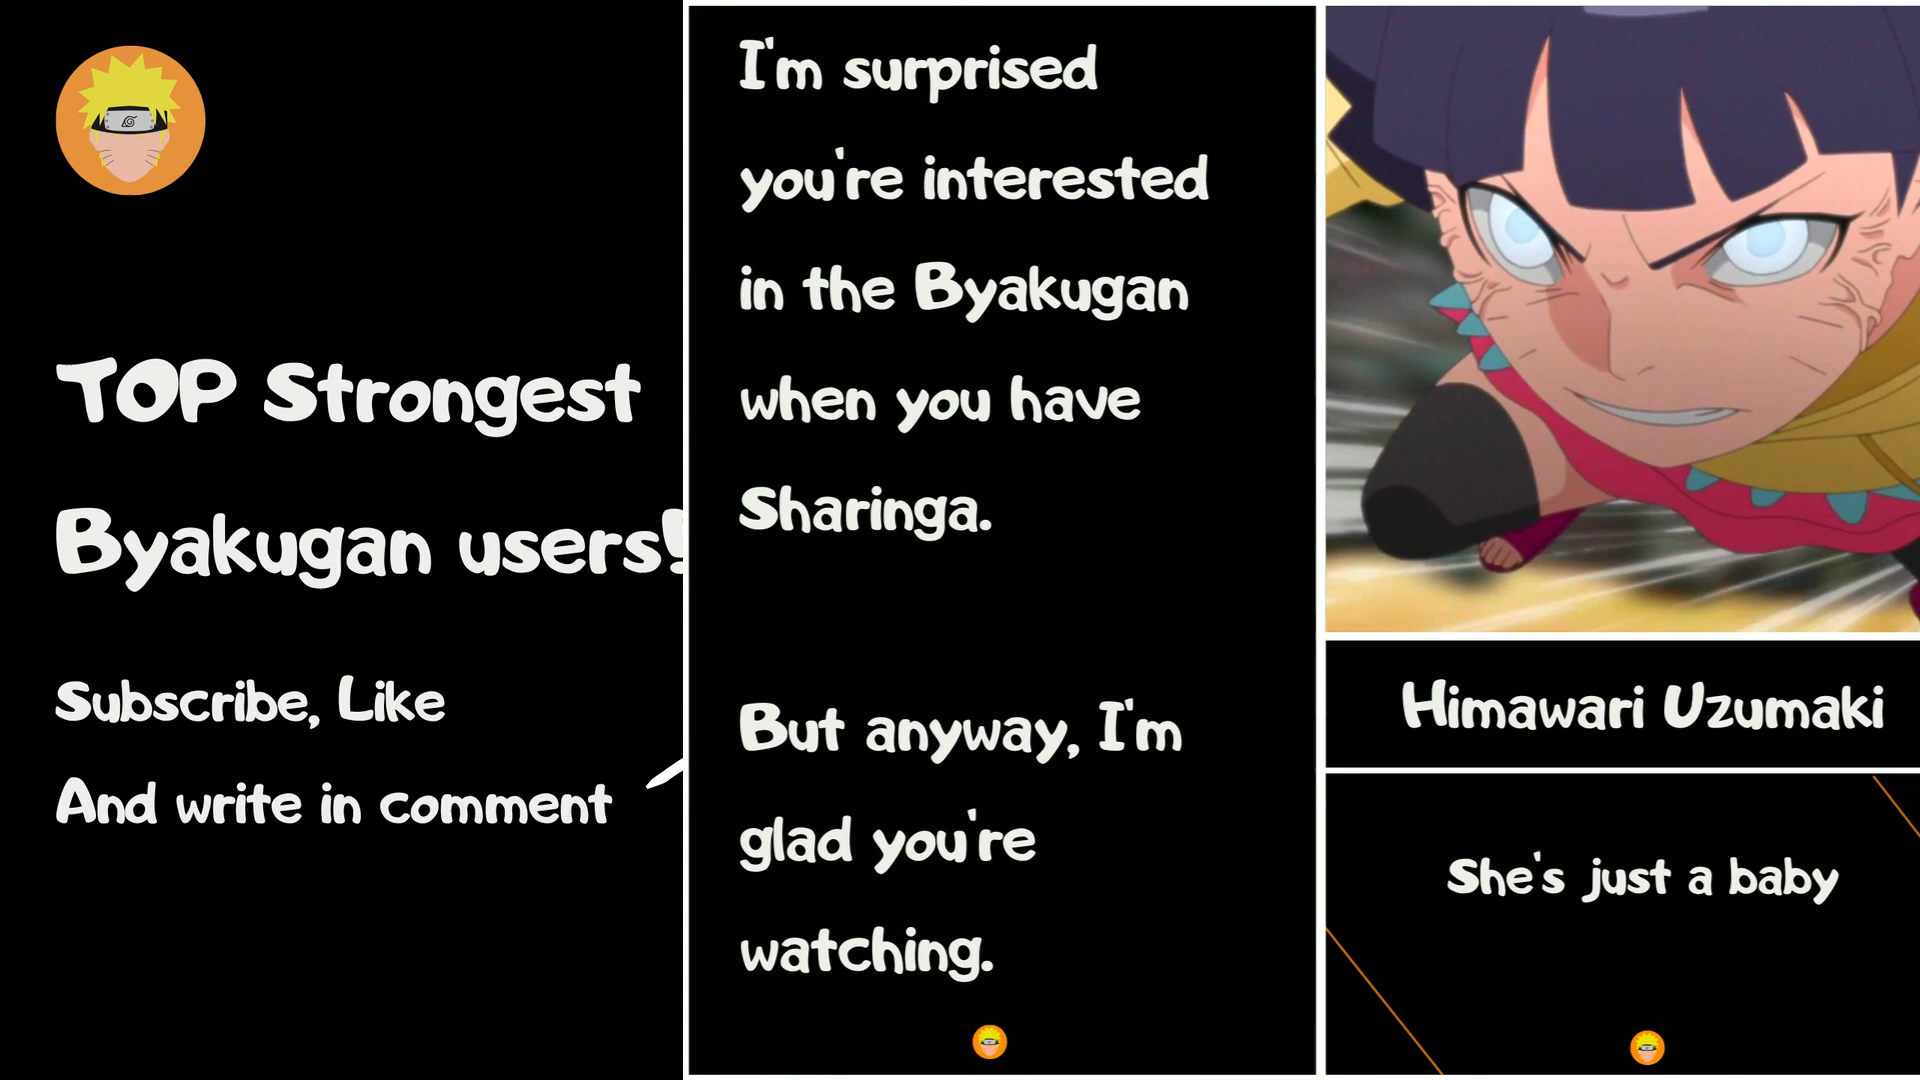 TOP Strongest
Byakugan users!
Subscribe, Like
And write in comment
I'm surprised
you're interested
in the Byakugan
when you have
Sharinga.
But anyway, I'm
glad you're
watching.
Himawari Uzumaki
She's just a baby